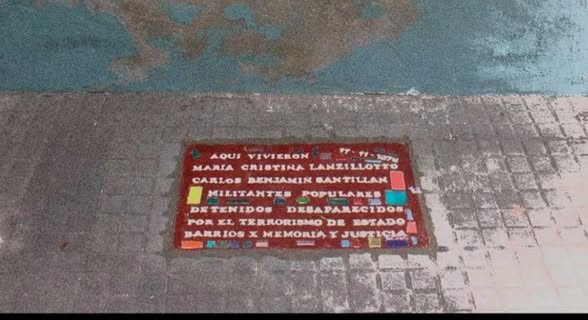 AQUI VIVIERON
MARIA CRISTINA LANZILLOTTO
CARLOS BENJAMIN SANTILLAN
MILITANTES POPULARES
DETENIDOS DESAPARECIDOS
POR EL TERRORISMO DE ESTADO
BARRIOS X MEMORIA Y JUSTICIA